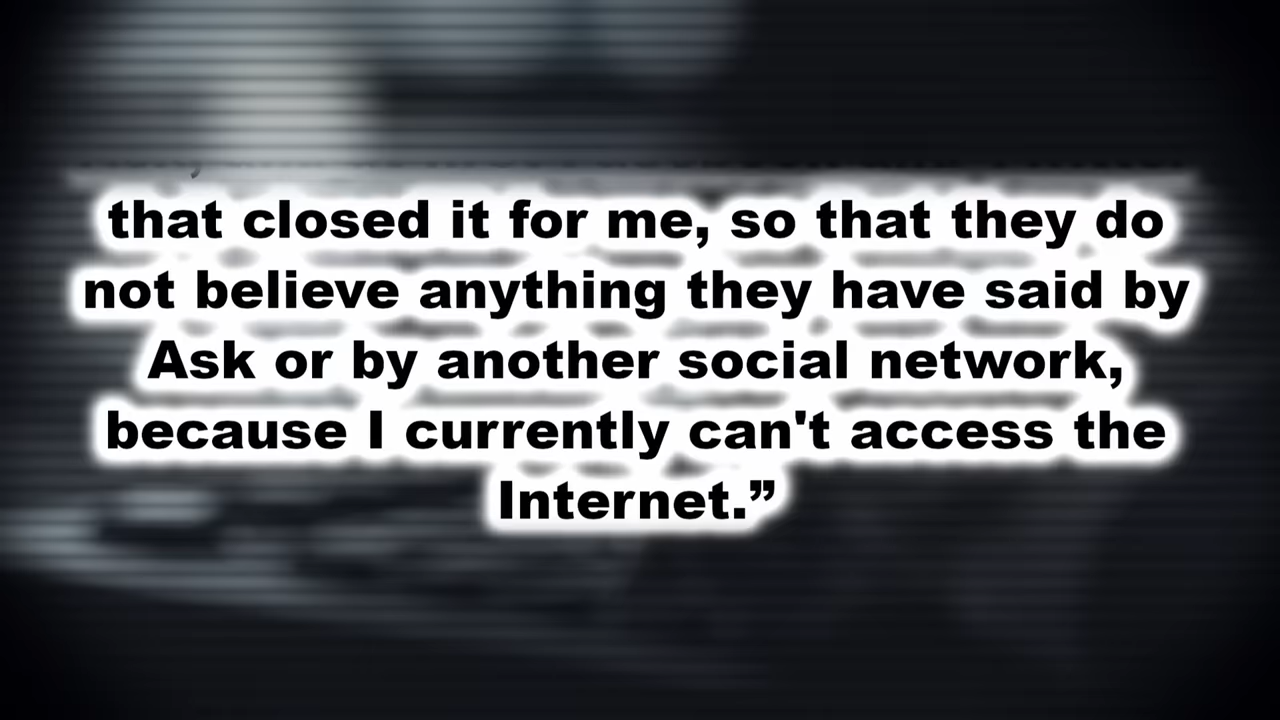 that closed it for me, so that they do
not believe anything they have said by
Ask or by another social network,
because I currently can't access the
Internet.”